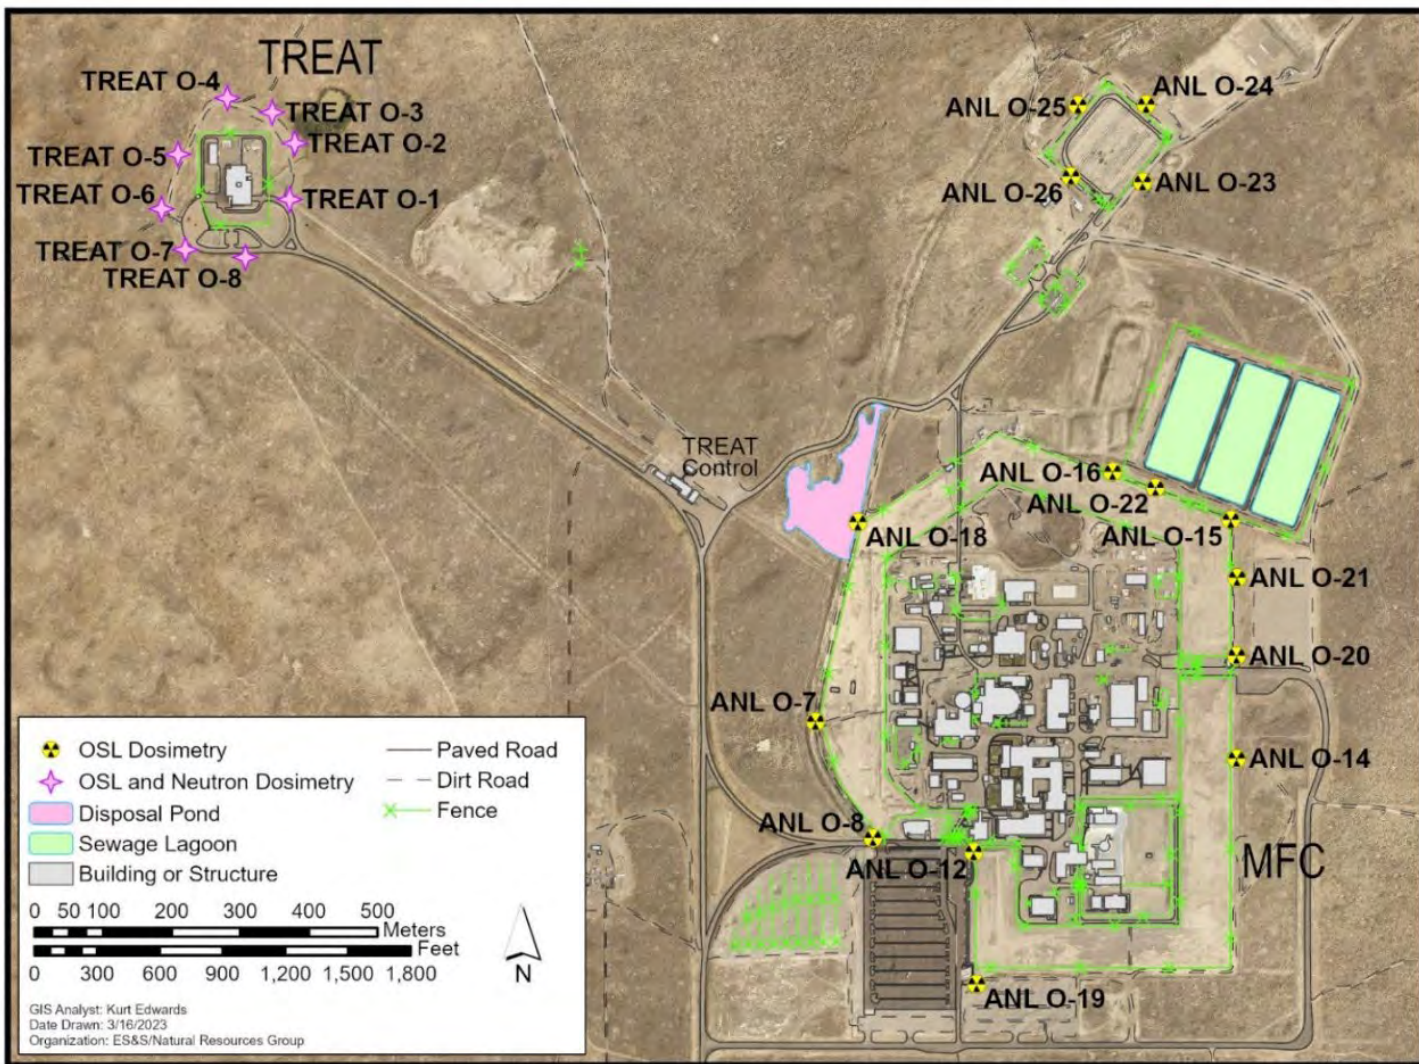 TREAT
TREAT O-4
TREAT O-3
TREAT O-2
TREAT O-5
TREAT O-6
TREAT O-1
TREAT O-7
TREAT O-8
ANL O-24
ANL O-25
ANL O-26
ANL O-23
TREAT
Control
ANL O-16
ANL O-22
ANL O-18
ANL O-15
ANL O-21
ANL O-20
ANL O-7
ANL O-14
ANL O-8
ANL O-12
MFC
ANL O-19
OSL Dosimetry
OSL and Neutron Dosimetry
Disposal Pond
Sewage Lagoon
Building or Structure
Paved Road
Dirt Road
Fence
0 50 100 200 300 400 500
Meters
Feet
0 300 600 900 1,200 1,500 1,800
N
GIS Analyst: Kurt Edwards
Date Drawn: 3/16/2023
Organization: ES&S/Natural Resources Group